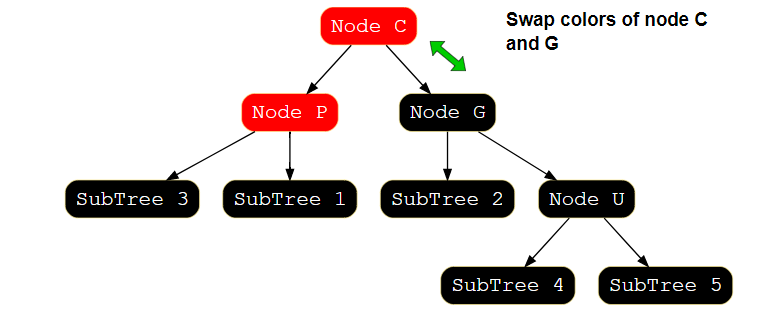 Node C
Swap colors of node C
and G
Node P
Node G
SubTree 3
SubTree 1
SubTree 2
Node U
SubTree 4
SubTree 5